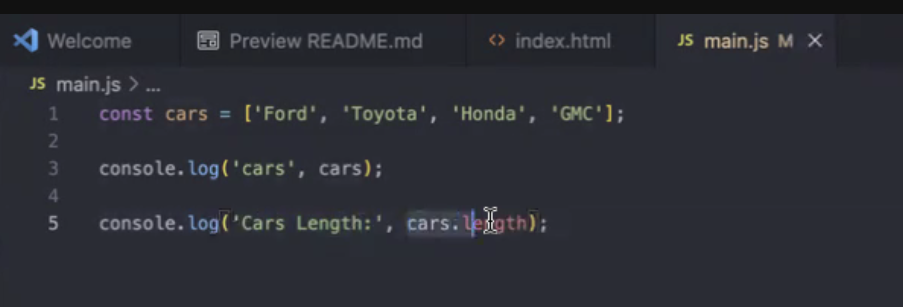 Welcome
Preview README.md
<> index.html
JS main.js M
JS main.js > ...
1 const cars = ['Ford', 'Toyota', 'Honda', 'GMC'];
2
3 console.log('cars', cars);
4
5 console.log('Cars Length:', cars.length);